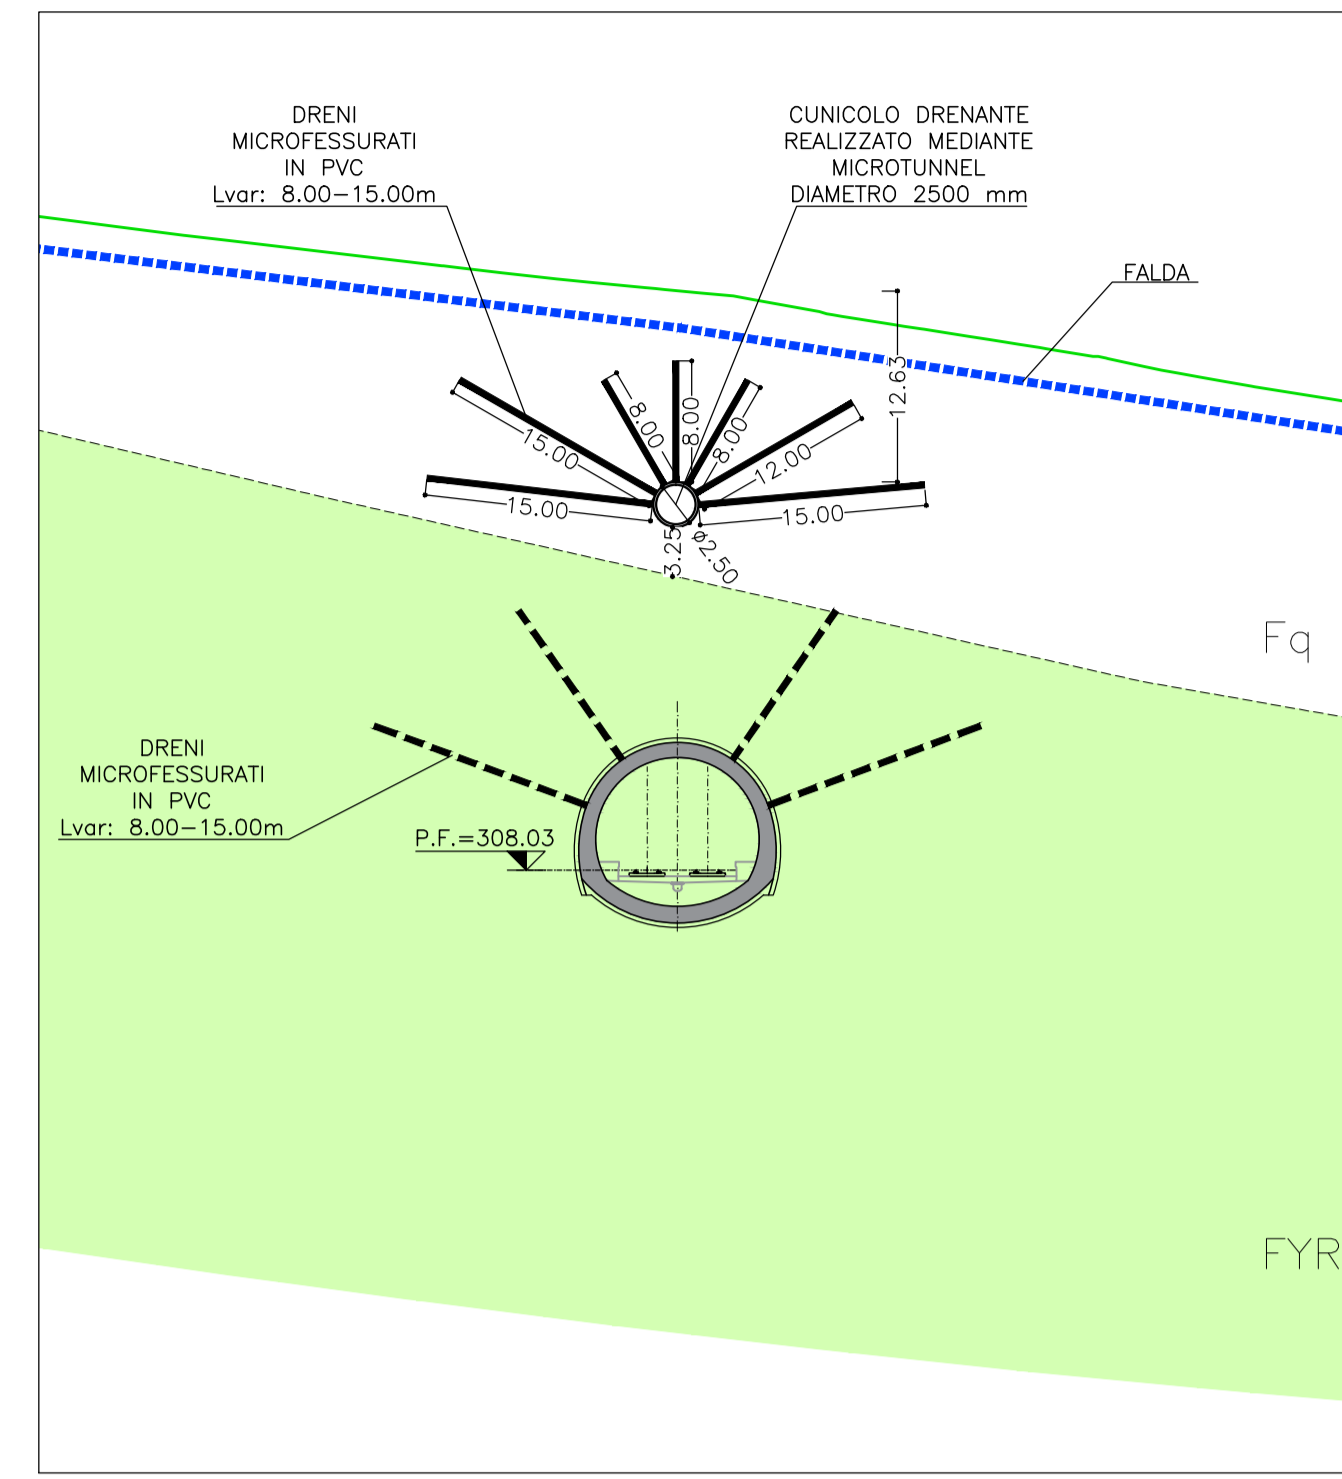 DRENI
MICROFESSURATI
IN PVC
Lvar: 8.00-15.00m
CUNICOLO DRENANTE
REALIZZATO MEDIANTE
MICROTUNNEL
DIAMETRO 2500 mm
FALDA
12.63
15.00
15.00
8.00
8.00
8.00
12.00
15.00
3.25
ø2.50
Fq
DRENI
MICROFESSURATI
IN PVC
Lvar: 8.00-15.00m
P.F.=308.03
FYR